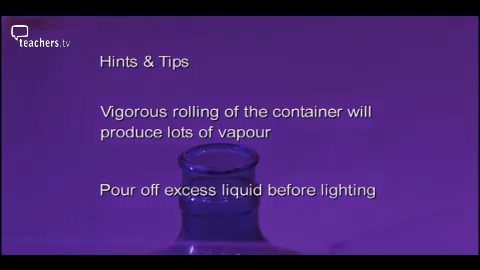 teachers.tv
Hints & Tips
Vigorous rolling of the container will
produce lots of vapour
Pour off excess liquid before lighting